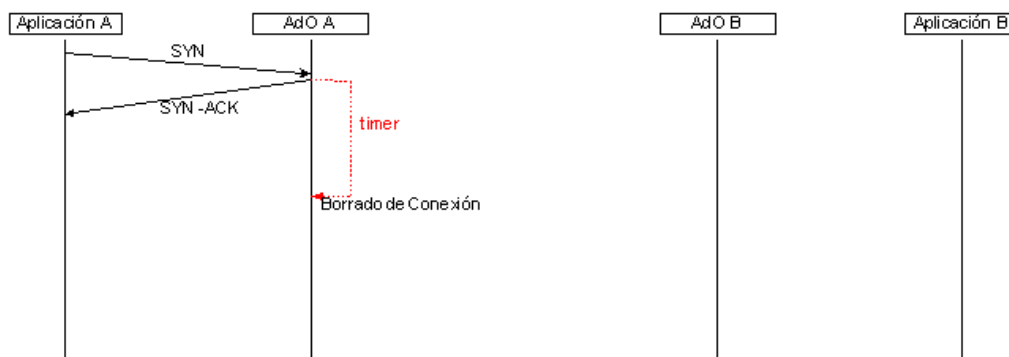 Aplicación A
AdO A
AdO B
Aplicación B
SYN
SYN -ACK
timer
Borrado de Conexión